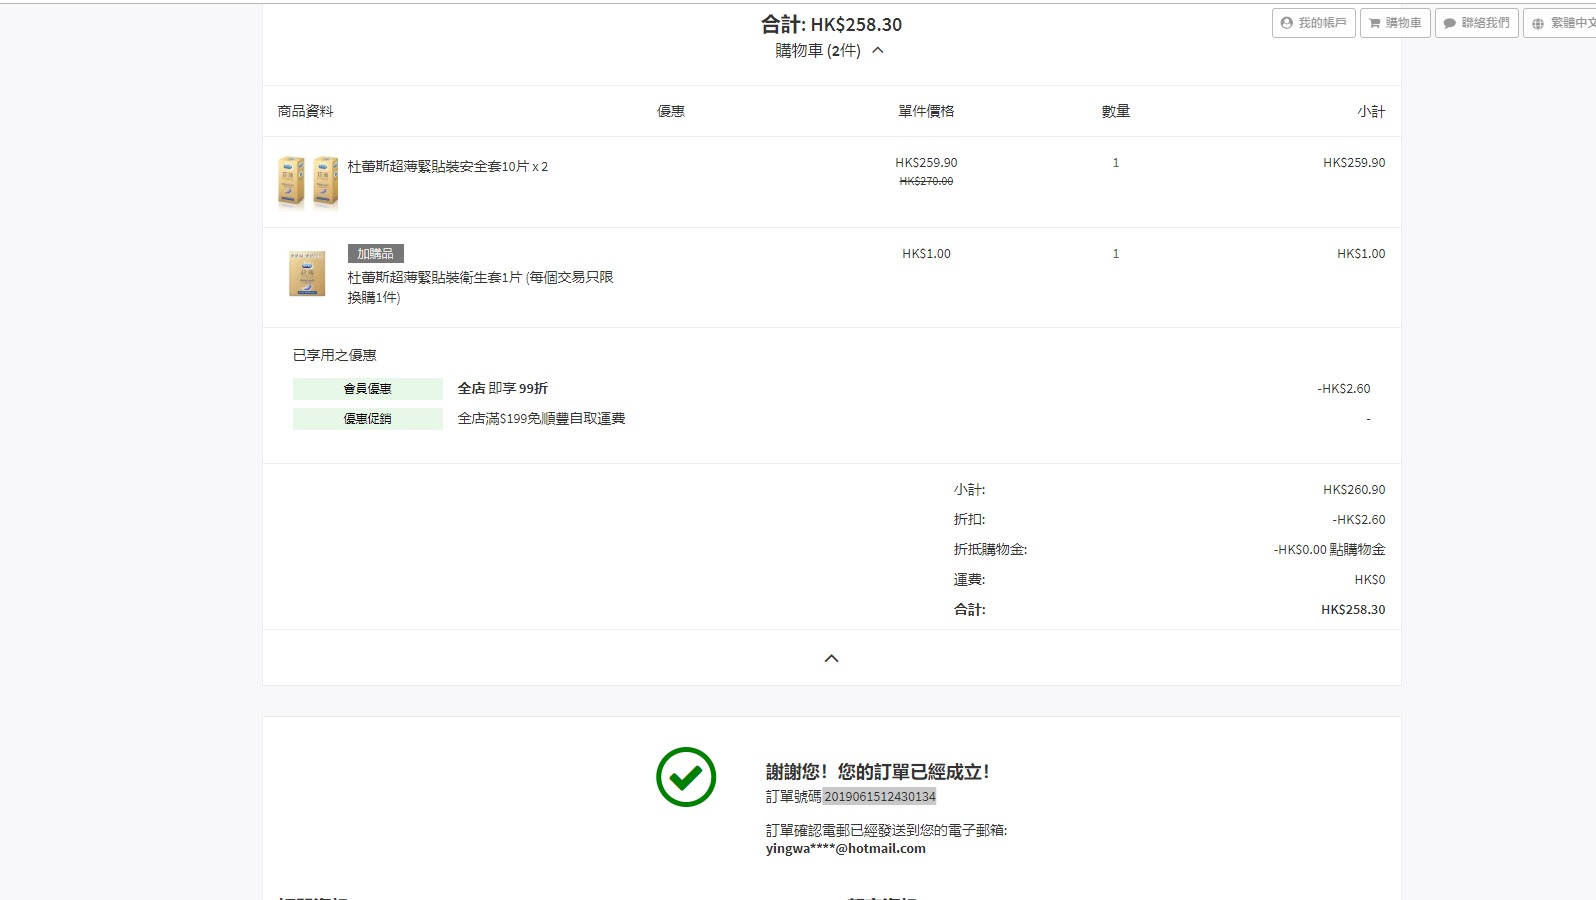 合計: HK$258.30
購物車 (2件)
我的帳戶
購物車
聯絡我們
繁體中文
商品資料 優惠 單件價格 數量 小計
杜蕾斯超薄緊貼裝安全套10片 x 2 HK$259.90 1 HK$259.90
HK$270.00
加購品
杜蕾斯超薄緊貼裝衛生套1片 (每個交易只限 HK$1.00 1 HK$1.00
換購1件)
已享用之優惠
會員優惠 全店 即享 99折 -HK$2.60
優惠促銷 全店滿$199免順豐自取運費 -
小計: HK$260.90
折扣: -HK$2.60
折抵購物金: -HK$0.00 點購物金
運費: HK$0
合計: HK$258.30
謝謝您！您的訂單已經成立！
訂單號碼 2019061512430134
訂單確認電郵已經發送到您的電子郵箱:
yingwa****@hotmail.com